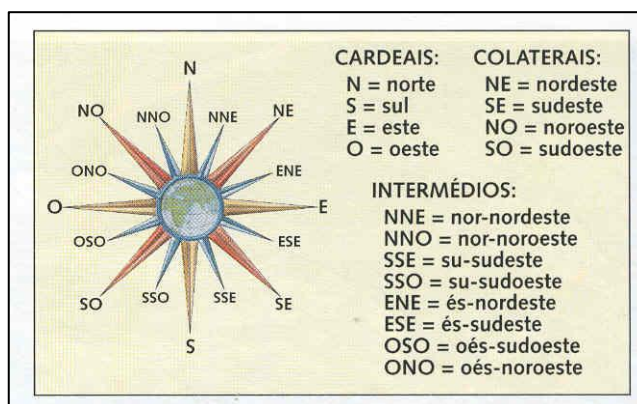 N
NO
NNO
NNE
NE
ONO
ENE
O
E
OSO
ESE
SO
SSO
SSE
SE
S
CARDEAIS:
N = norte
S = sul
E = este
O = oeste
COLATERAIS:
NE = nordeste
SE = sudeste
NO = noroeste
SO = sudoeste
INTERMÉDIOS:
NNE = nor-nordeste
NNO = nor-noroeste
SSE = su-sudeste
SSO = su-sudoeste
ENE = és-nordeste
ESE = és-sudeste
OSO = oés-sudoeste
ONO = oés-noroeste